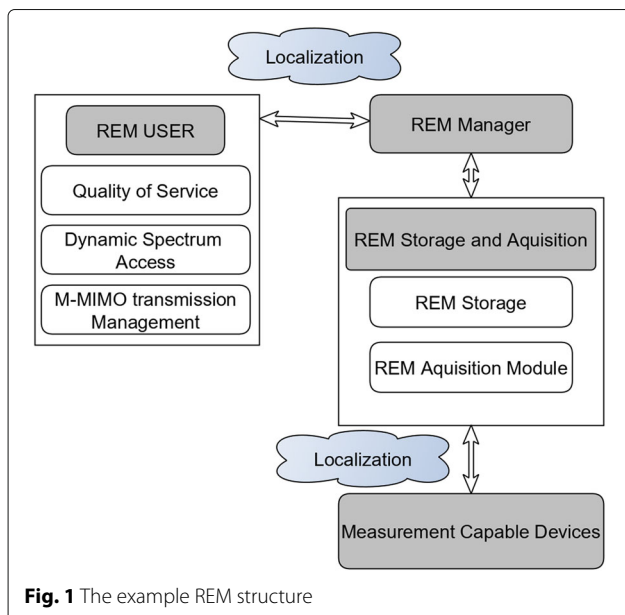 Localization
REM USER
REM Manager
Quality of Service
Dynamic Spectrum
Access
M-MIMO transmission
Management
REM Storage and Aquisition
REM Storage
REM Aquisition Module
Localization
Measurement Capable Devices
Fig. 1 The example REM structure